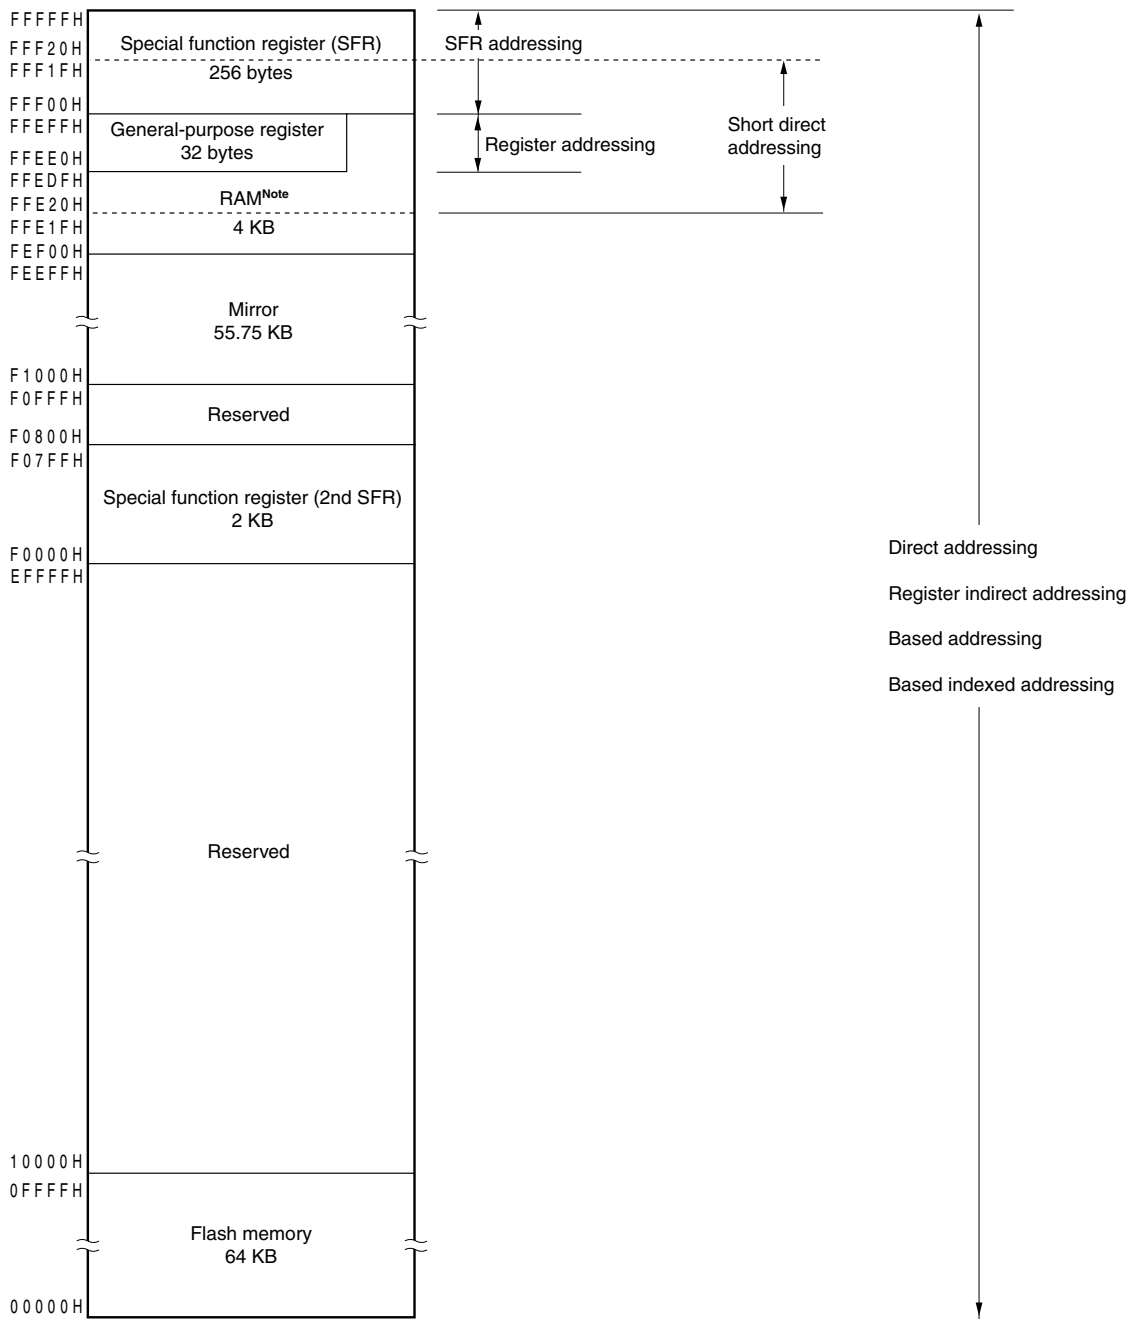 FFFFFH
Special function register (SFR)
256 bytes
SFR addressing
FFF20H
FFF1FH
FFF00H
FFEFFH
General-purpose register
32 bytes
Register addressing
Short direct
addressing
FFEE0H
FFEDFH
RAMNote
4 KB
FFE20H
FFE1FH
FEF00H
FEEFFH
Mirror
55.75 KB
F1000H
F0FFFH
Reserved
F0800H
F07FFH
Special function register (2nd SFR)
2 KB
F0000H
EFFFFH
Direct addressing
Register indirect addressing
Based addressing
Based indexed addressing
Reserved
10000H
0FFFFH
Flash memory
64 KB
00000H